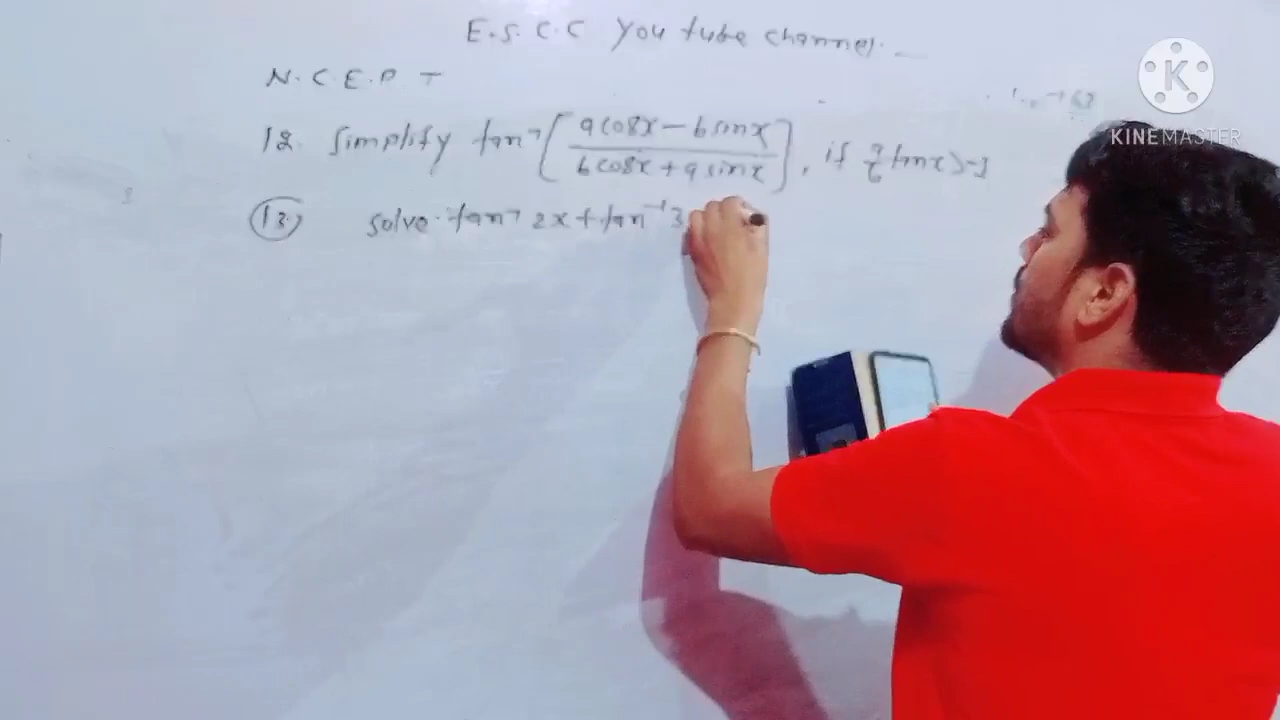 E.S.C.C You tube channel.
N.C.E.R T
12. Simplify tan⁻¹[(a cosx − b sinx)/(b cosx + a sinx)], if a/b tanx > -1
(13) solve tan⁻¹ 2x + tan⁻¹ 3
K
KINEMASTER